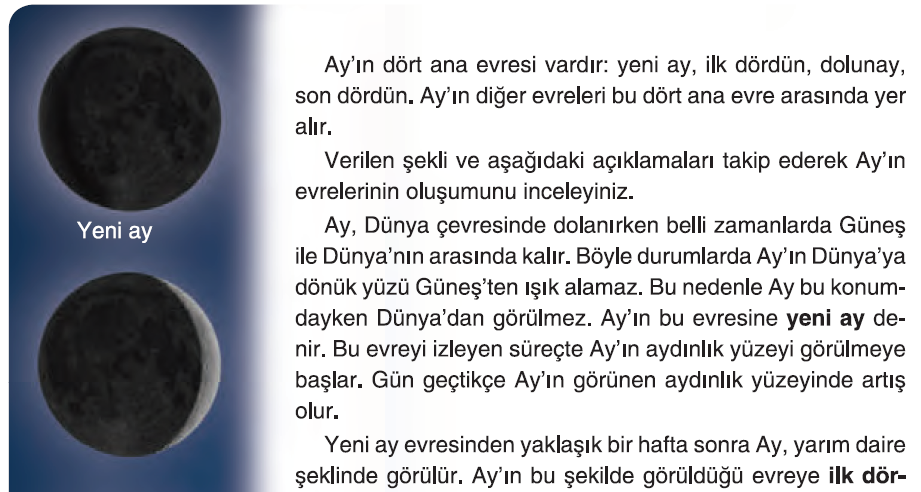 Ay'ın dört ana evresi vardır: yeni ay, ilk dördün, dolunay,
son dördün. Ay'ın diğer evreleri bu dört ana evre arasında yer
alır.
Verilen şekli ve aşağıdaki açıklamaları takip ederek Ay'ın
evrelerinin oluşumunu inceleyiniz.
Yeni ay
Ay, Dünya çevresinde dolanırken belli zamanlarda Güneş
ile Dünya'nın arasında kalır. Böyle durumlarda Ay'ın Dünya'ya
dönük yüzü Güneş'ten ışık alamaz. Bu nedenle Ay bu konum-
dayken Dünya'dan görülmez. Ay'ın bu evresine yeni ay de-
nir. Bu evreyi izleyen süreçte Ay'ın aydınlık yüzeyi görülmeye
başlar. Gün geçtikçe Ay'ın görünen aydınlık yüzeyinde artış
olur.
Yeni ay evresinden yaklaşık bir hafta sonra Ay, yarım daire
şeklinde görülür. Ay'ın bu şekilde görüldüğü evreye ilk dör-